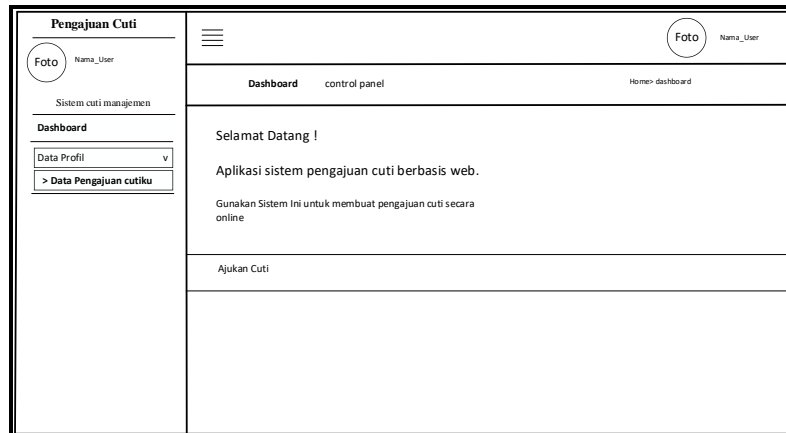 Pengajuan Cuti
Foto
Nama_User
Sistem cuti manajemen
Dashboard
Data Profil v
> Data Pengajuan cutiku
Foto
Nama_User
Dashboard control panel
Home> dashboard
Selamat Datang !
Aplikasi sistem pengajuan cuti berbasis web.
Gunakan Sistem Ini untuk membuat pengajuan cuti secara
online
Ajukan Cuti